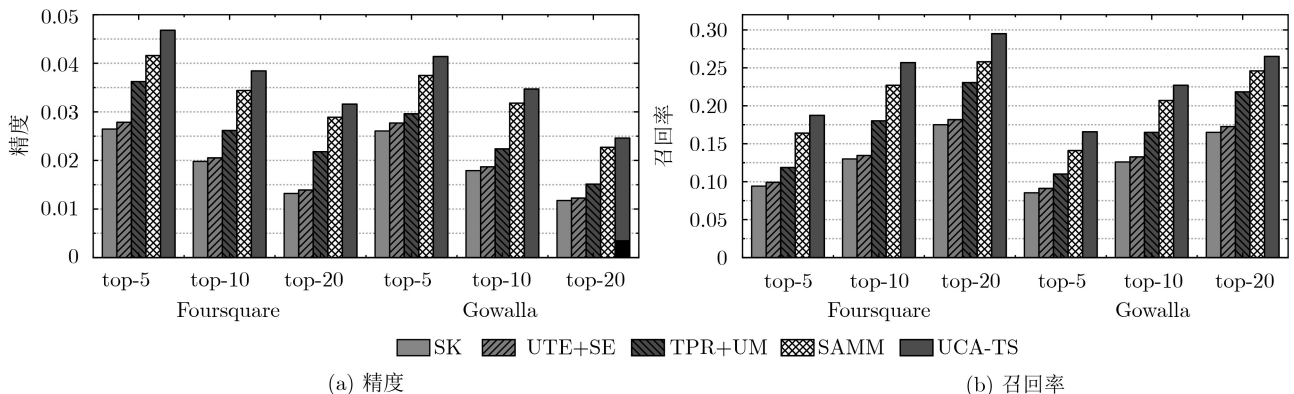 0.05
0.04
0.03
0.02
0.01
0
精度
top-5 top-10 top-20 top-5 top-10 top-20
Foursquare Gowalla
0.30
0.25
0.20
0.15
0.10
0.05
0
召回率
top-5 top-10 top-20 top-5 top-10 top-20
Foursquare Gowalla
SK UTE+SE TPR+UM SAMM UCA-TS
(a) 精度
(b) 召回率